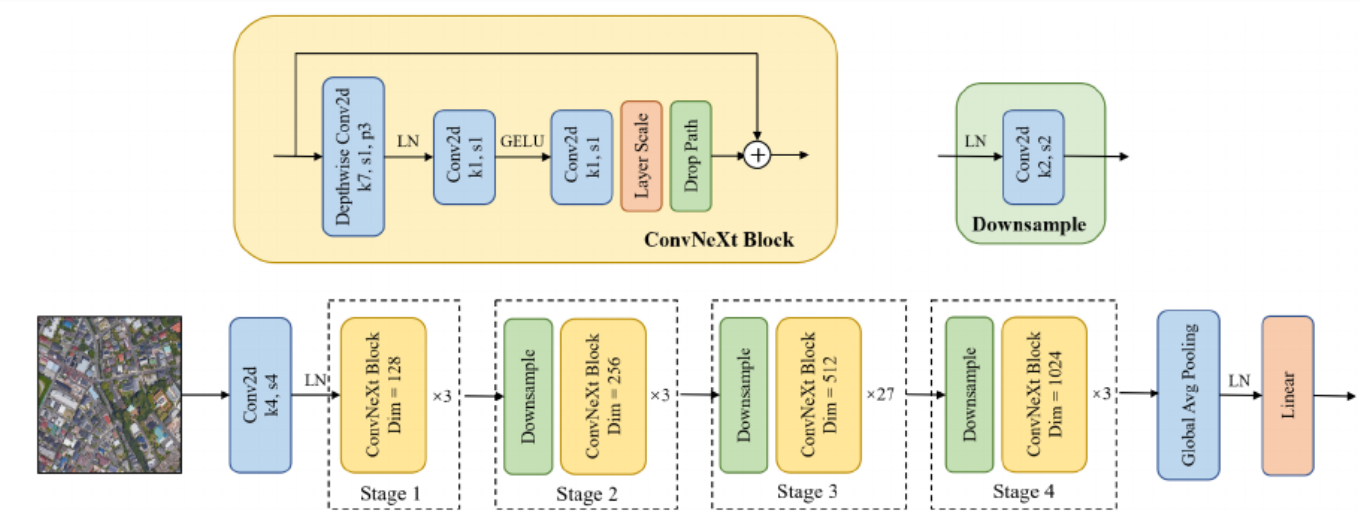 Depthwise Conv2d
k7, s1, p3
LN
Conv2d
k1, s1
GELU
Conv2d
k1, s1
Layer Scale
Drop Path
+
ConvNeXt Block
LN
Conv2d
k2, s2
Downsample
Conv2d
k4, s4
LN
ConvNeXt Block
Dim = 128
×3
Stage 1
Downsample
ConvNeXt Block
Dim = 256
×3
Stage 2
Downsample
ConvNeXt Block
Dim = 512
×27
Stage 3
Downsample
ConvNeXt Block
Dim = 1024
×3
Stage 4
Global Avg Pooling
LN
Linear